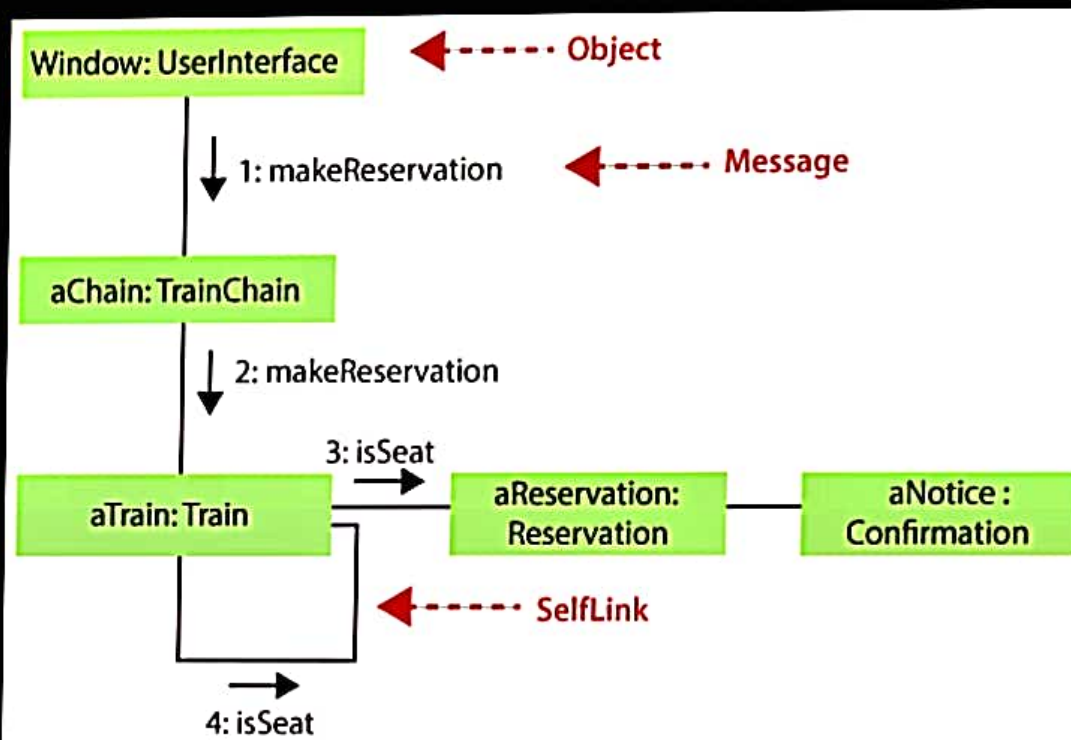 Window: UserInterface
Object
1: makeReservation
Message
aChain: TrainChain
2: makeReservation
3: isSeat
aTrain: Train
aReservation:
Reservation
aNotice :
Confirmation
SelfLink
4: isSeat